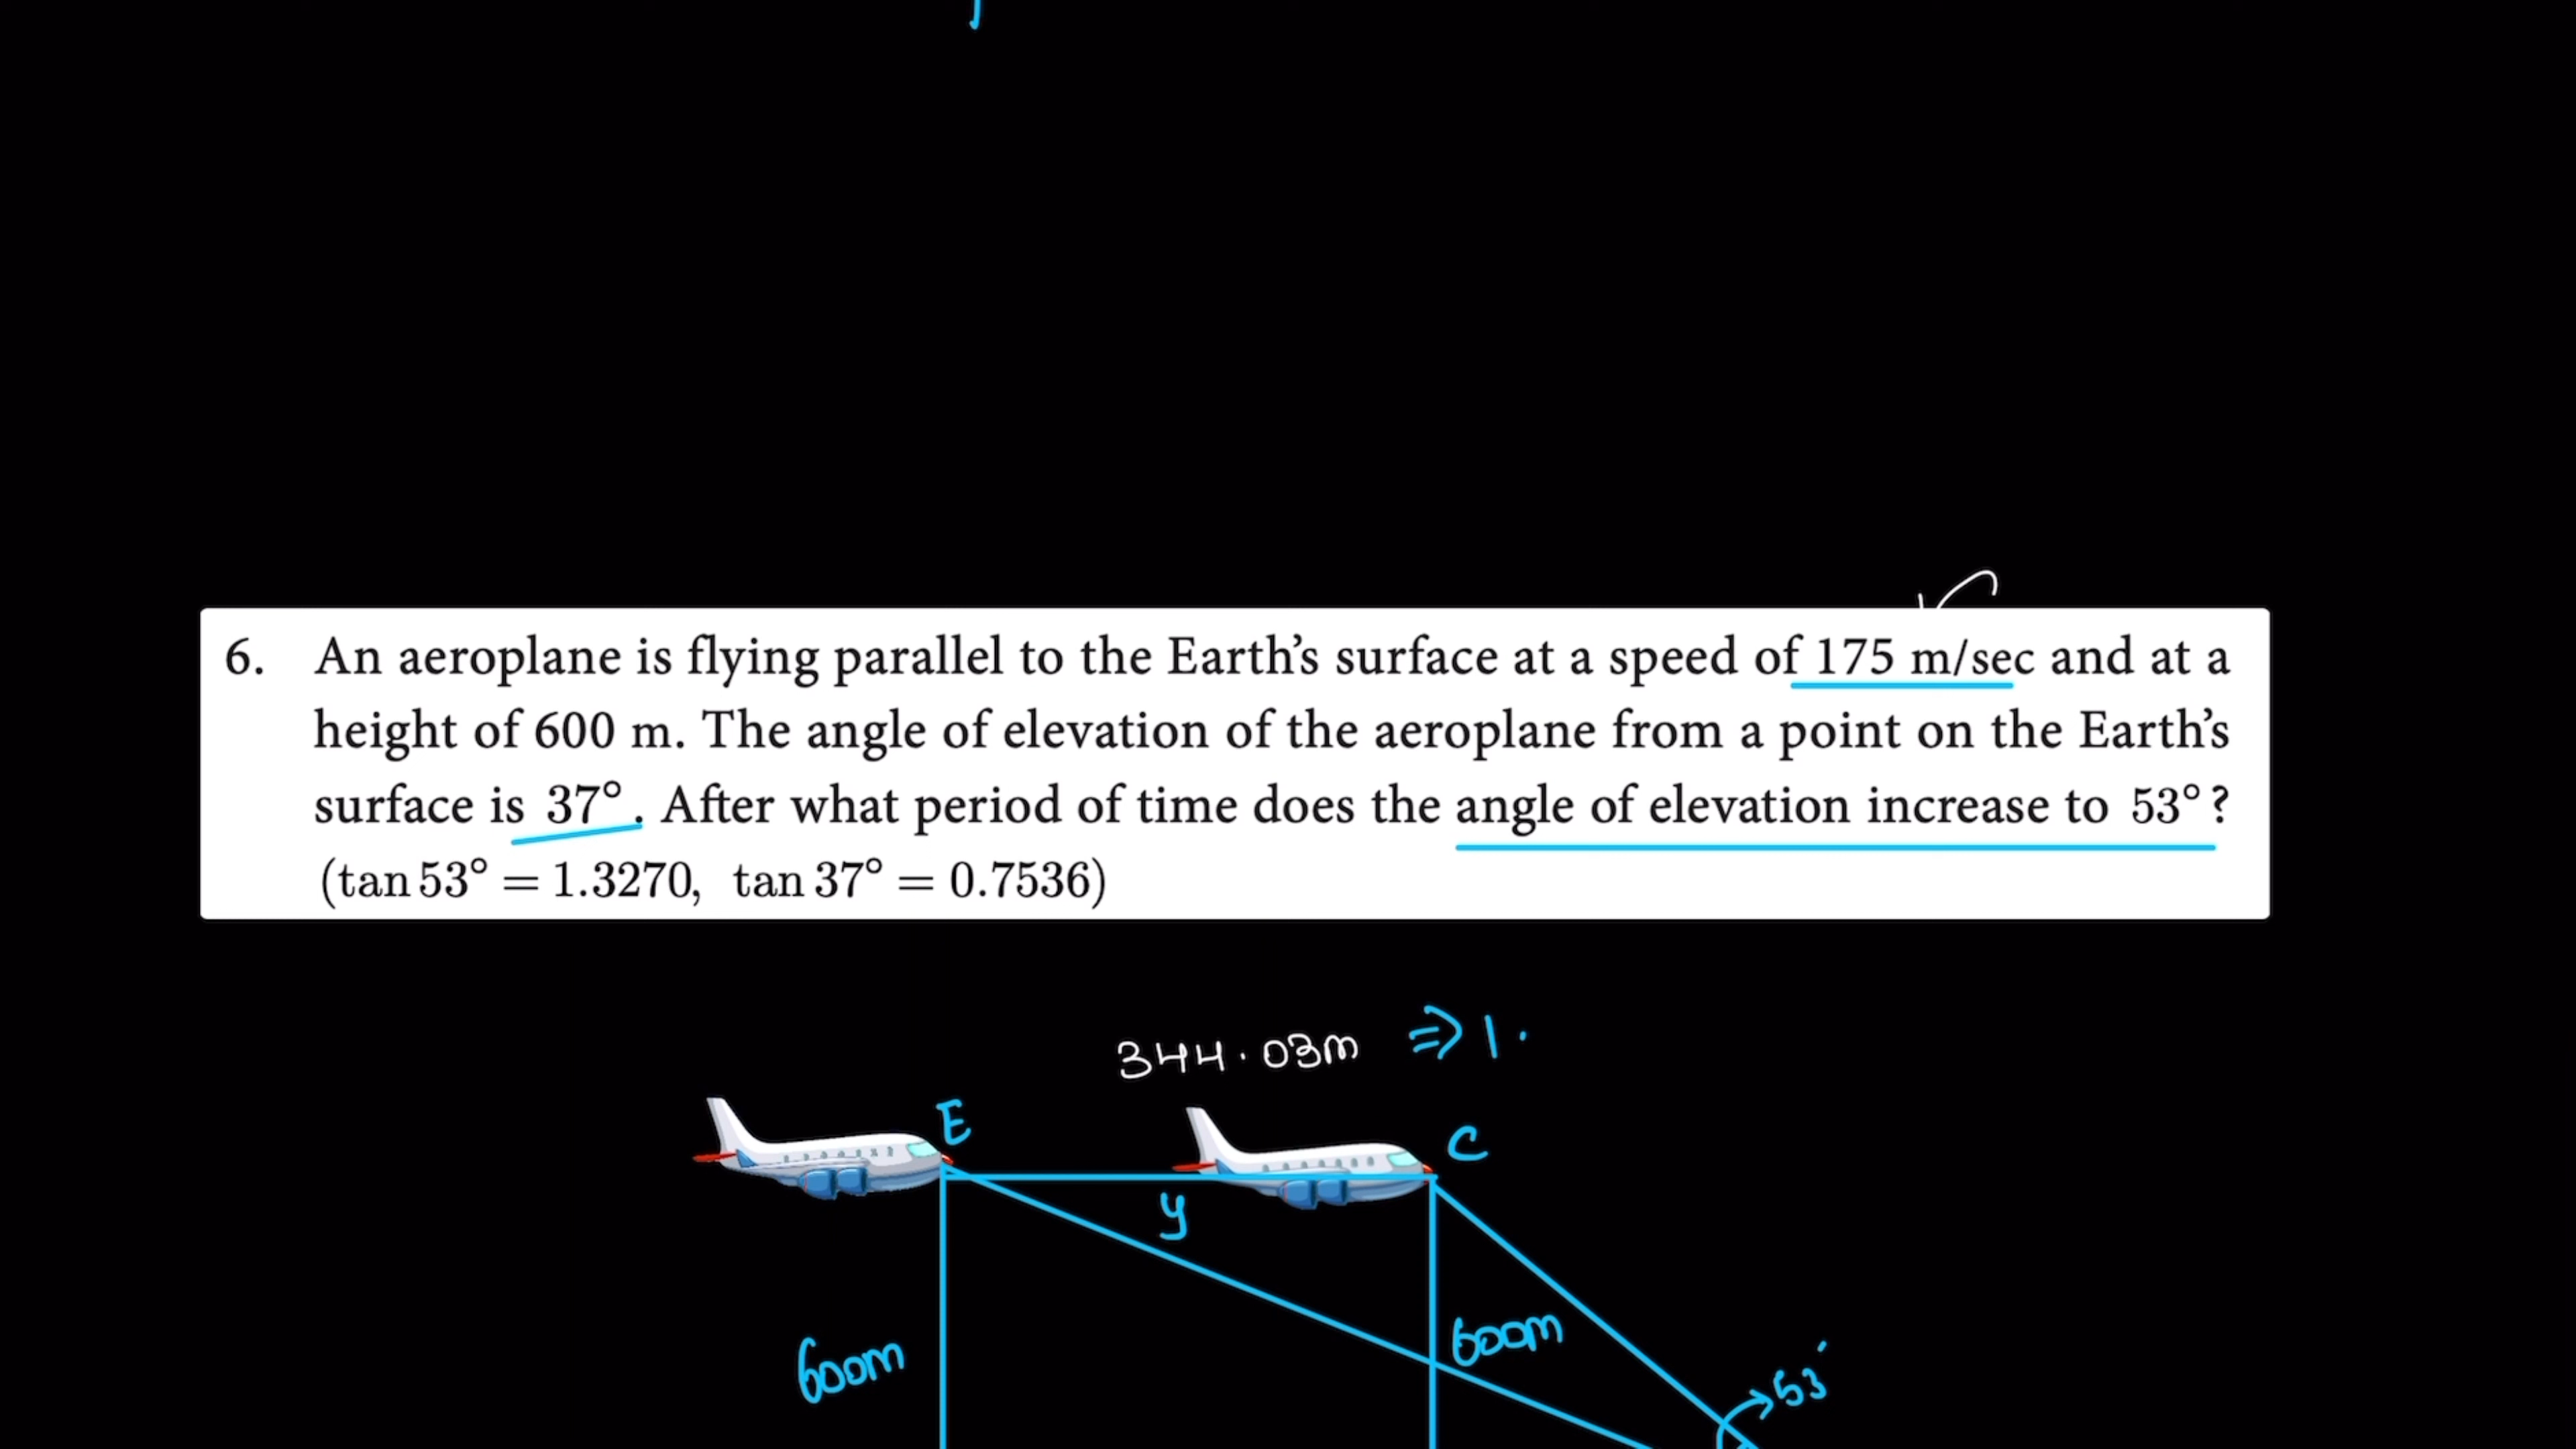 6. An aeroplane is flying parallel to the Earth's surface at a speed of 175 m/sec and at a
height of 600 m. The angle of elevation of the aeroplane from a point on the Earth's
surface is 37°. After what period of time does the angle of elevation increase to 53°?
(tan 53° = 1.3270, tan 37° = 0.7536)
344.03m ⇒ 1.
E
C
y
600m
600m
53°